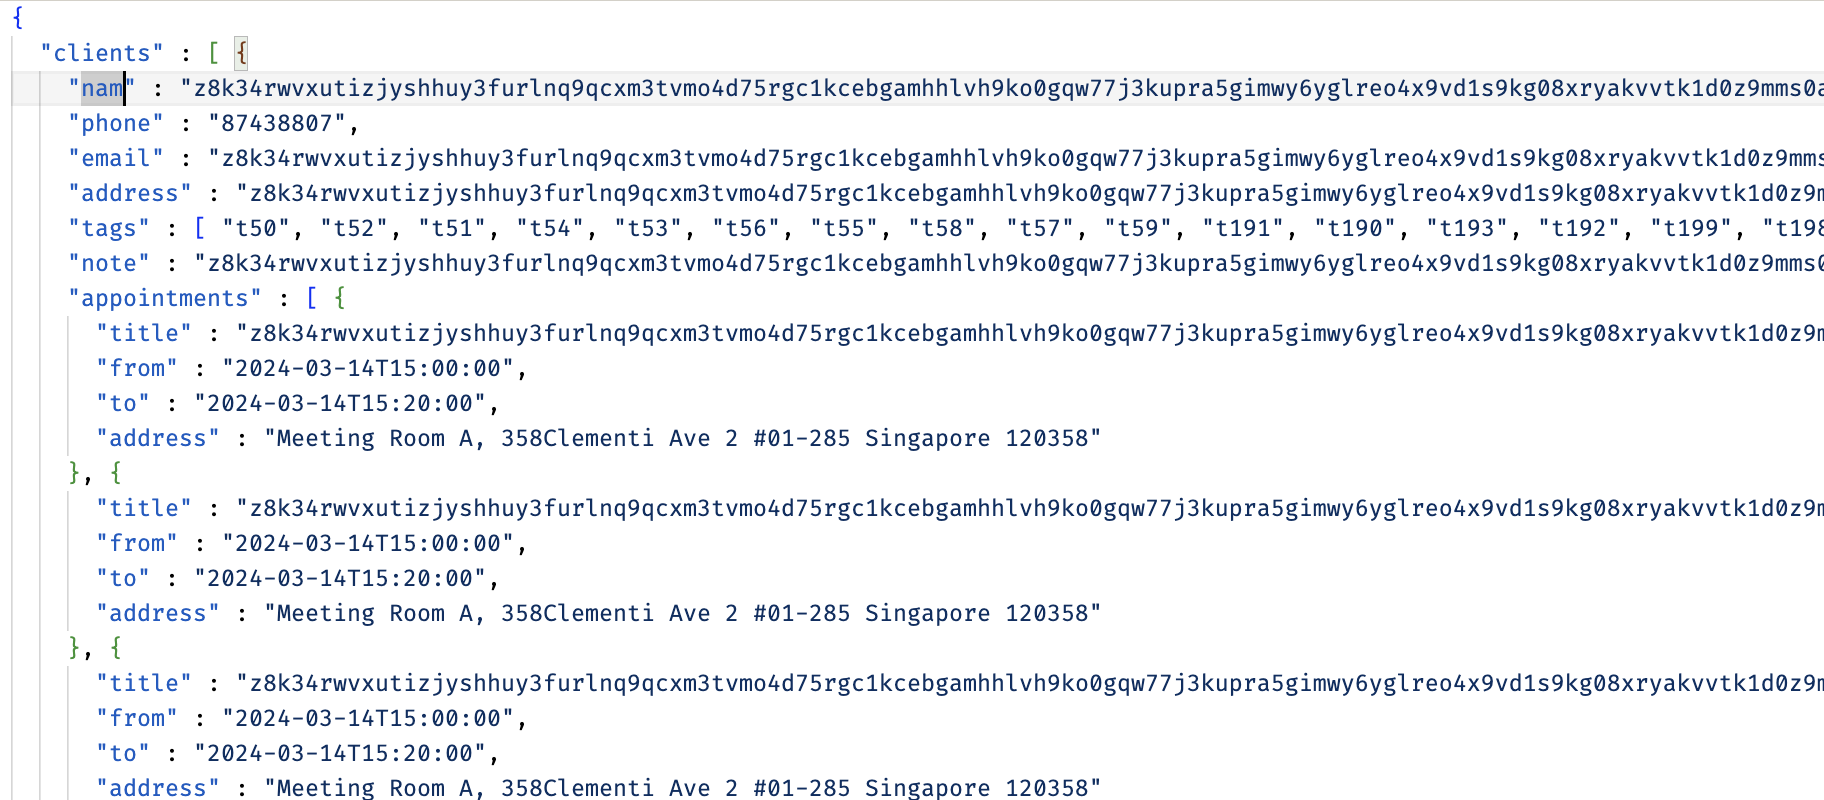 {
"clients" : [ {
"nam" : "z8k34rwvxutizjyshhuy3furlnq9qcxm3tvmo4d75rgc1kcebgamhhlvh9ko0gqw77j3kupra5gimwy6yglreo4x9vd1s9kg08xryakvvtk1d0z9mms0a
"phone" : "87438807",
"email" : "z8k34rwvxutizjyshhuy3furlnq9qcxm3tvmo4d75rgc1kcebgamhhlvh9ko0gqw77j3kupra5gimwy6yglreo4x9vd1s9kg08xryakvvtk1d0z9mms
"address" : "z8k34rwvxutizjyshhuy3furlnq9qcxm3tvmo4d75rgc1kcebgamhhlvh9ko0gqw77j3kupra5gimwy6yglreo4x9vd1s9kg08xryakvvtk1d0z9m
"tags" : [ "t50", "t52", "t51", "t54", "t53", "t56", "t55", "t58", "t57", "t59", "t191", "t190", "t193", "t192", "t199", "t198
"note" : "z8k34rwvxutizjyshhuy3furlnq9qcxm3tvmo4d75rgc1kcebgamhhlvh9ko0gqw77j3kupra5gimwy6yglreo4x9vd1s9kg08xryakvvtk1d0z9mms0
"appointments" : [ {
"title" : "z8k34rwvxutizjyshhuy3furlnq9qcxm3tvmo4d75rgc1kcebgamhhlvh9ko0gqw77j3kupra5gimwy6yglreo4x9vd1s9kg08xryakvvtk1d0z9m
"from" : "2024-03-14T15:00:00",
"to" : "2024-03-14T15:20:00",
"address" : "Meeting Room A, 358Clementi Ave 2 #01-285 Singapore 120358"
}, {
"title" : "z8k34rwvxutizjyshhuy3furlnq9qcxm3tvmo4d75rgc1kcebgamhhlvh9ko0gqw77j3kupra5gimwy6yglreo4x9vd1s9kg08xryakvvtk1d0z9m
"from" : "2024-03-14T15:00:00",
"to" : "2024-03-14T15:20:00",
"address" : "Meeting Room A, 358Clementi Ave 2 #01-285 Singapore 120358"
}, {
"title" : "z8k34rwvxutizjyshhuy3furlnq9qcxm3tvmo4d75rgc1kcebgamhhlvh9ko0gqw77j3kupra5gimwy6yglreo4x9vd1s9kg08xryakvvtk1d0z9m
"from" : "2024-03-14T15:00:00",
"to" : "2024-03-14T15:20:00",
"address" : "Meeting Room A, 358Clementi Ave 2 #01-285 Singapore 120358"